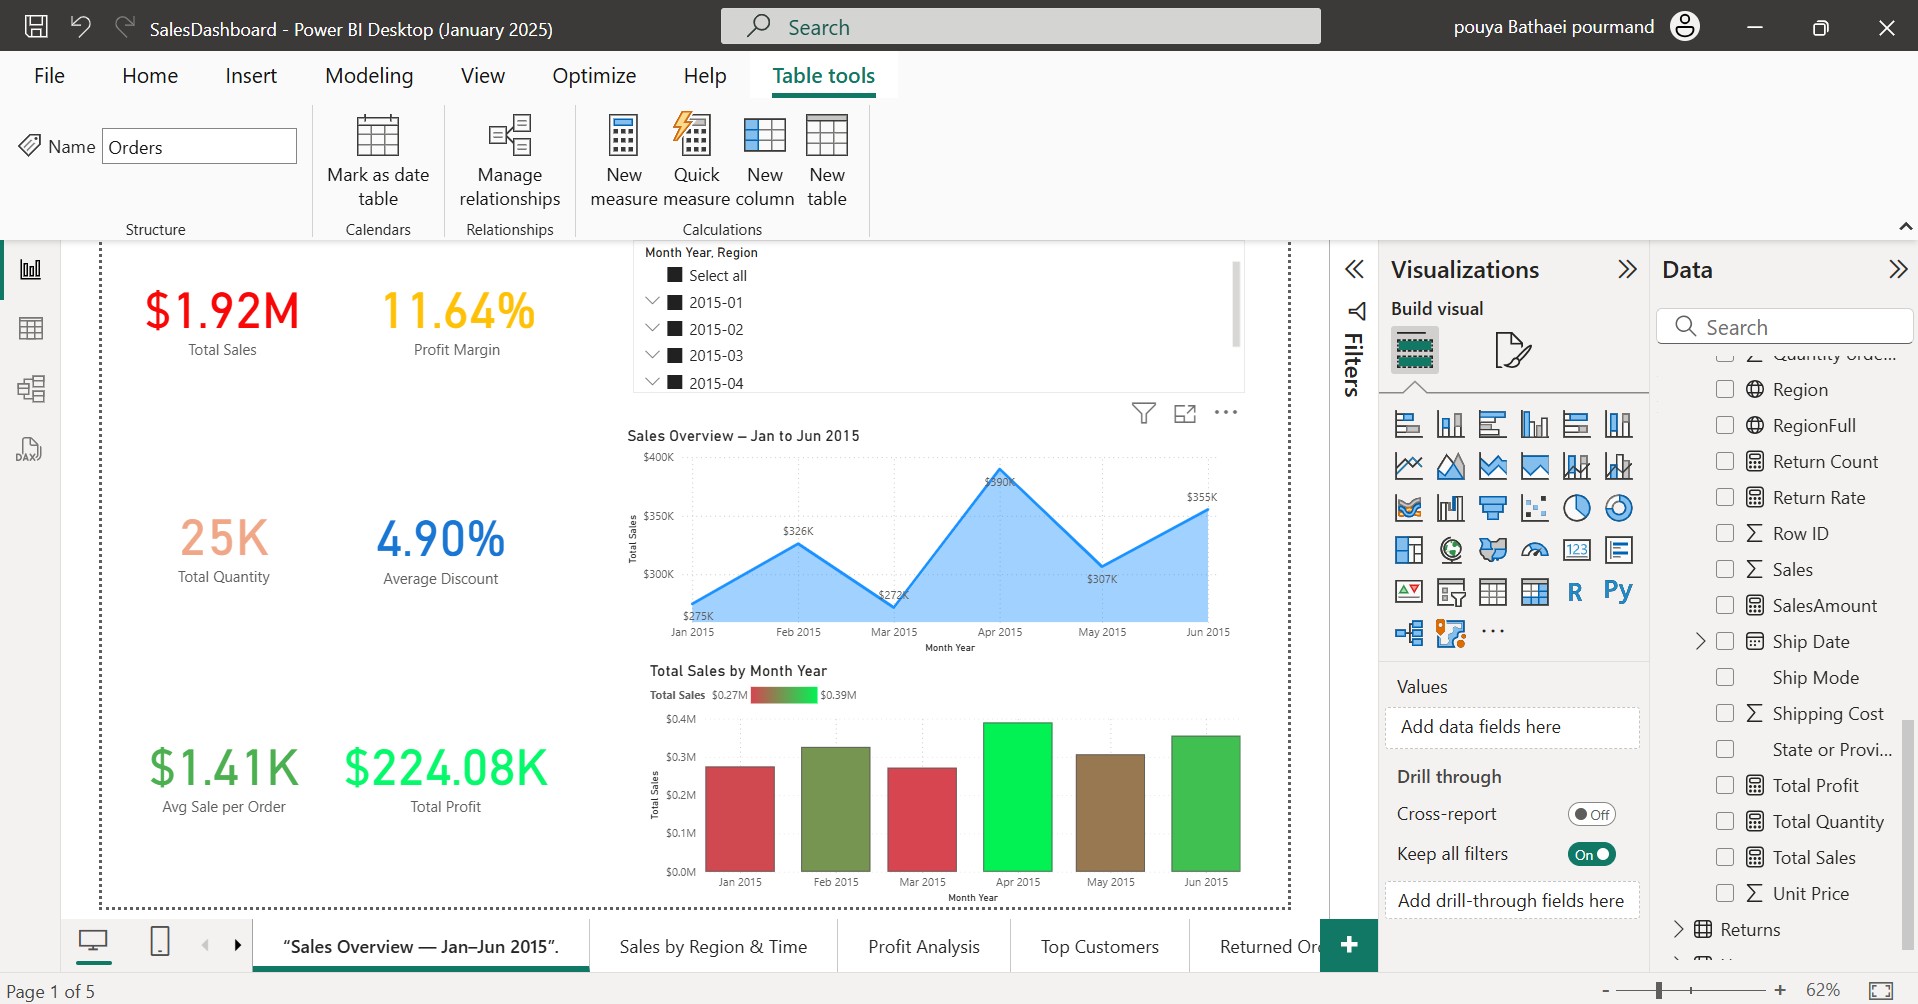 SalesDashboard - Power BI Desktop (January 2025)
Search
pouya Bathaei pourmand
File
Home
Insert
Modeling
View
Optimize
Help
Table tools
Name
Orders
Mark as date
table
Manage
relationships
New
measure
Quick
measure
New
column
New
table
Structure
Calendars
Relationships
Calculations
DAX
$1.92M
Total Sales
11.64%
Profit Margin
25K
Total Quantity
4.90%
Average Discount
$1.41K
Avg Sale per Order
$224.08K
Total Profit
Month Year, Region
Select all
2015-01
2015-02
2015-03
2015-04
Sales Overview – Jan to Jun 2015
Total Sales
$400K
$350K
$300K
$275K
$326K
$272K
$390K
$307K
$355K
Jan 2015
Feb 2015
Mar 2015
Apr 2015
May 2015
Jun 2015
Month Year
Total Sales by Month Year
Total Sales $0.27M $0.39M
Total Sales
$0.4M
$0.3M
$0.2M
$0.1M
$0.0M
Jan 2015
Feb 2015
Mar 2015
Apr 2015
May 2015
Jun 2015
Month Year
Filters
Visualizations
Build visual
123
R
Py
Values
Add data fields here
Drill through
Cross-report
Off
Keep all filters
On
Add drill-through fields here
Data
Search
Region
RegionFull
Return Count
Return Rate
Row ID
Sales
SalesAmount
Ship Date
Ship Mode
Shipping Cost
State or Provi...
Total Profit
Total Quantity
Total Sales
Unit Price
Returns
“Sales Overview — Jan–Jun 2015”.
Sales by Region & Time
Profit Analysis
Top Customers
Returned Or
Page 1 of 5
- + 62%